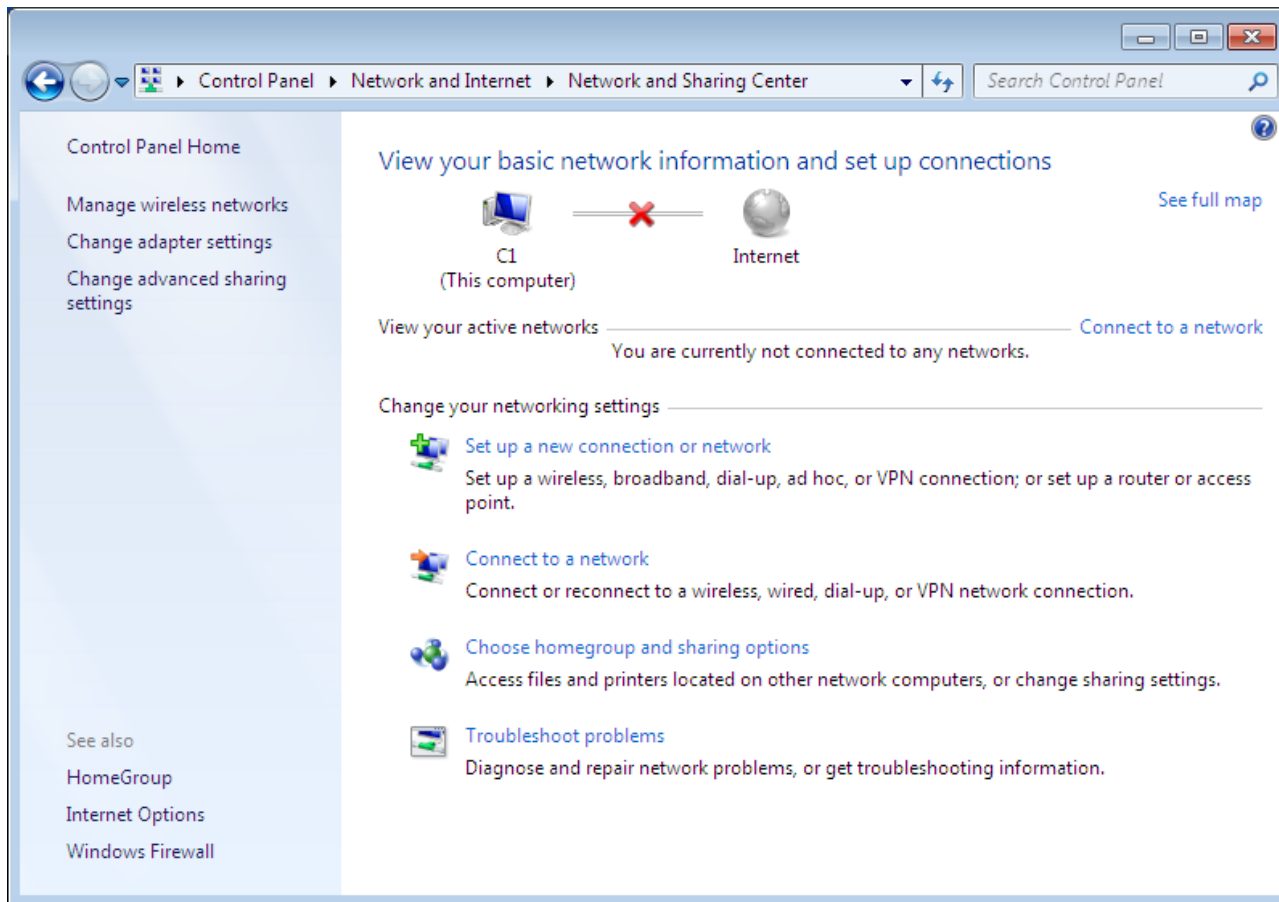 Control Panel Network and Internet Network and Sharing Center Search Control Panel
Control Panel Home
Manage wireless networks
Change adapter settings
Change advanced sharing
settings
See also
HomeGroup
Internet Options
Windows Firewall
View your basic network information and set up connections
See full map
C1
(This computer)
Internet
View your active networks Connect to a network
You are currently not connected to any networks.
Change your networking settings
Set up a new connection or network
Set up a wireless, broadband, dial-up, ad hoc, or VPN connection; or set up a router or access
point.
Connect to a network
Connect or reconnect to a wireless, wired, dial-up, or VPN network connection.
Choose homegroup and sharing options
Access files and printers located on other network computers, or change sharing settings.
Troubleshoot problems
Diagnose and repair network problems, or get troubleshooting information.